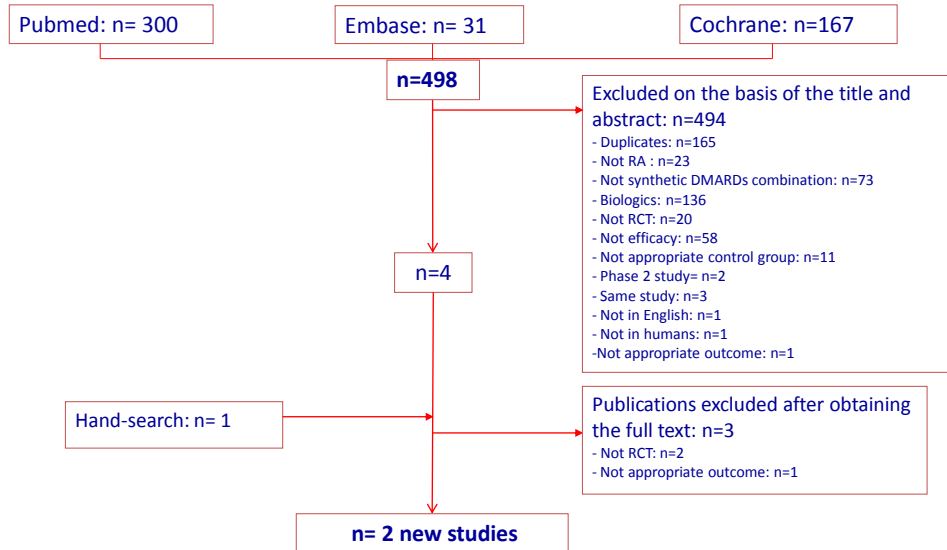 Pubmed: n= 300
Embase: n= 31
Cochrane: n=167
n=498
Excluded on the basis of the title and
abstract: n=494
- Duplicates: n=165
- Not RA : n=23
- Not synthetic DMARDs combination: n=73
- Biologics: n=136
- Not RCT: n=20
- Not efficacy: n=58
- Not appropriate control group: n=11
- Phase 2 study= n=2
- Same study: n=3
- Not in English: n=1
- Not in humans: n=1
-Not appropriate outcome: n=1
n=4
Hand-search: n= 1
Publications excluded after obtaining
the full text: n=3
- Not RCT: n=2
- Not appropriate outcome: n=1
n= 2 new studies